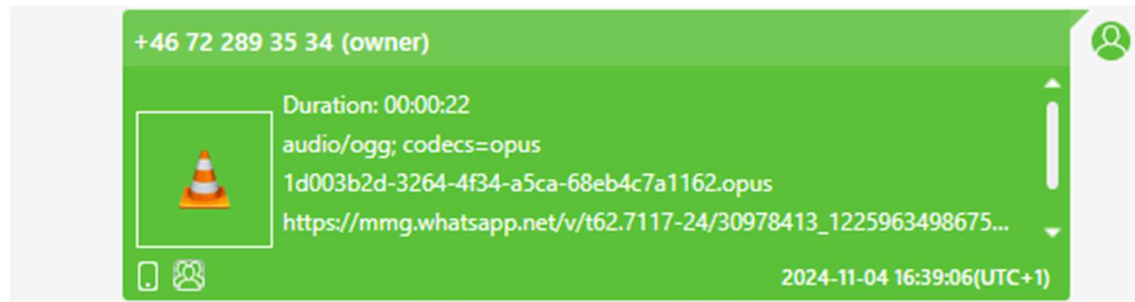 +46 72 289 35 34 (owner)
Duration: 00:00:22
audio/ogg; codecs=opus
1d003b2d-3264-4f34-a5ca-68eb4c7a1162.opus
https://mmg.whatsapp.net/v/t62.7117-24/30978413_1225963498675...
2024-11-04 16:39:06(UTC+1)